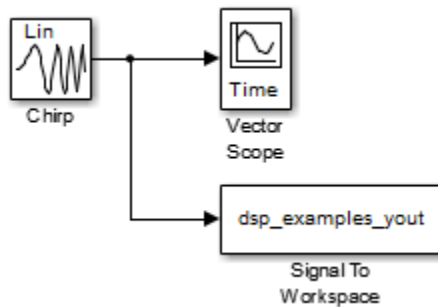 Lin
Chirp
Time
Vector
Scope
dsp_examples_yout
Signal To
Workspace